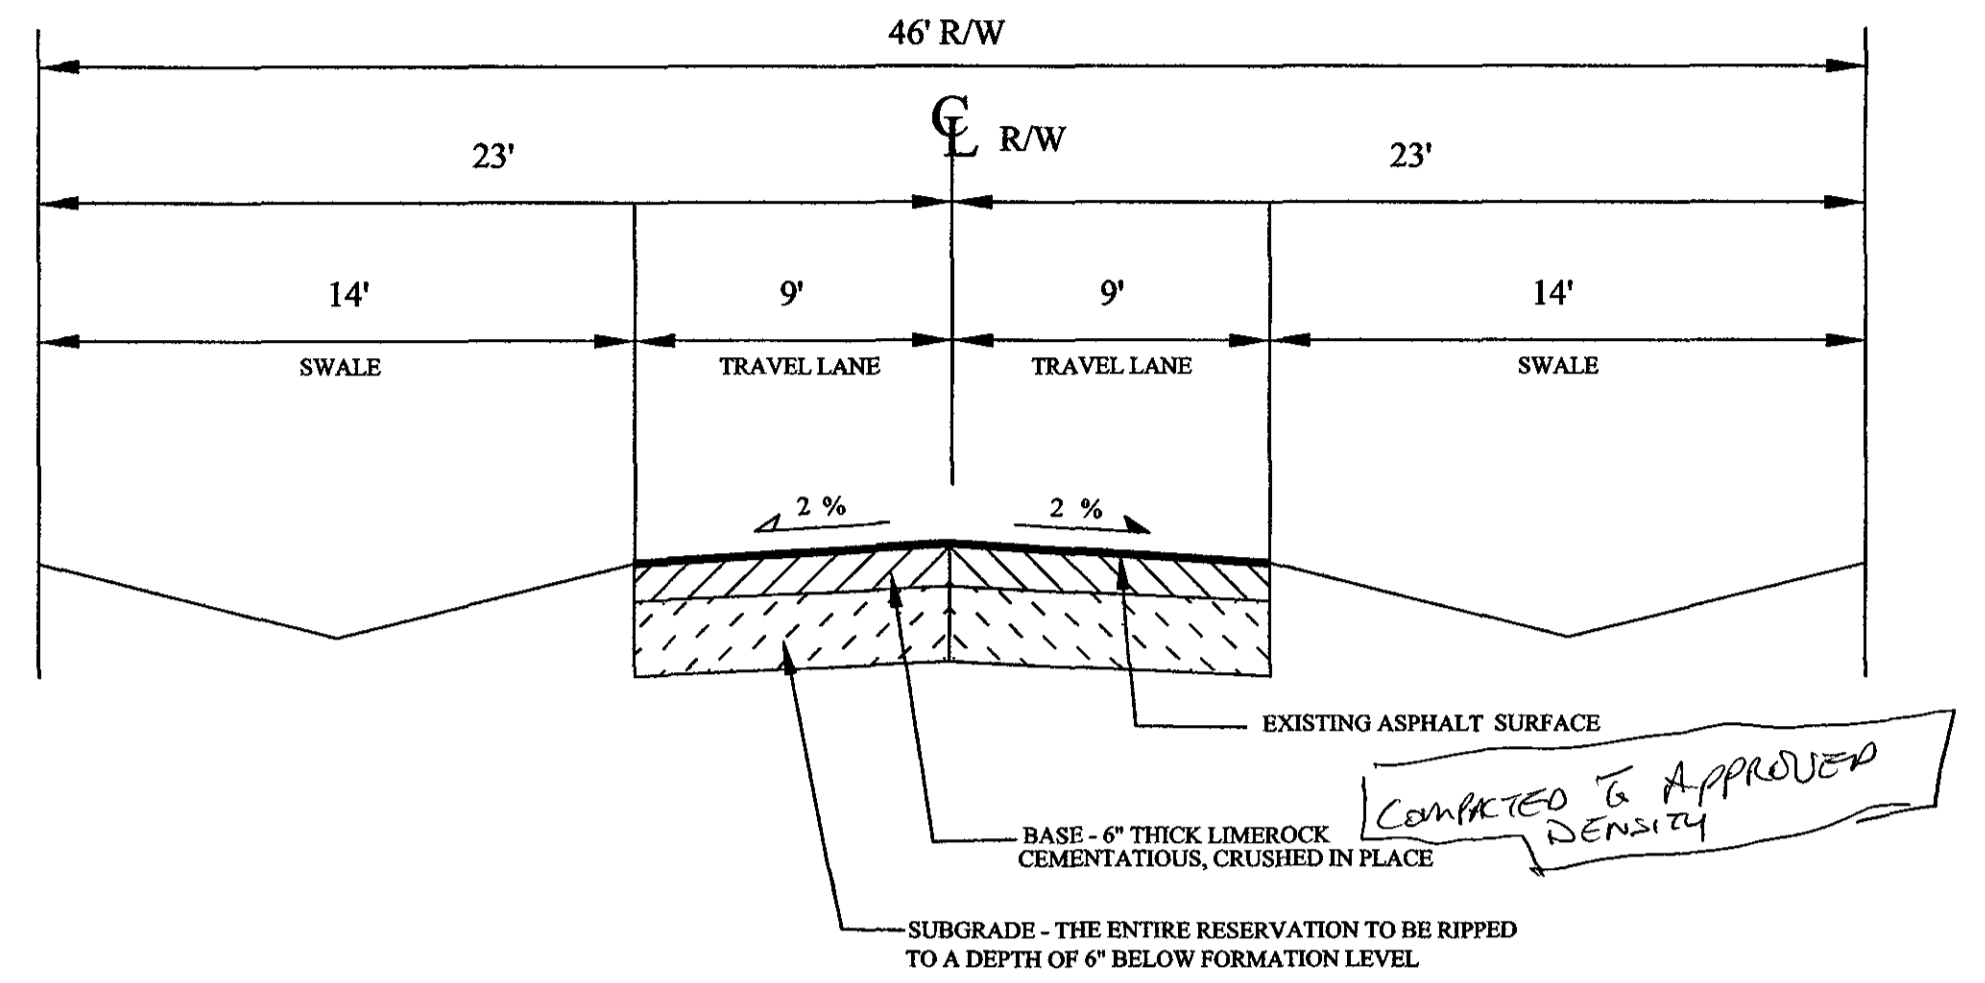 46' R/W
CL R/W
23'
23'
14'
9'
9'
14'
SWALE
TRAVEL LANE
TRAVEL LANE
SWALE
2 %
2 %
EXISTING ASPHALT SURFACE
COMPACTED TO APPROVED
DENSITY
BASE - 6" THICK LIMEROCK
CEMENTATIOUS, CRUSHED IN PLACE
SUBGRADE - THE ENTIRE RESERVATION TO BE RIPPED
TO A DEPTH OF 6" BELOW FORMATION LEVEL